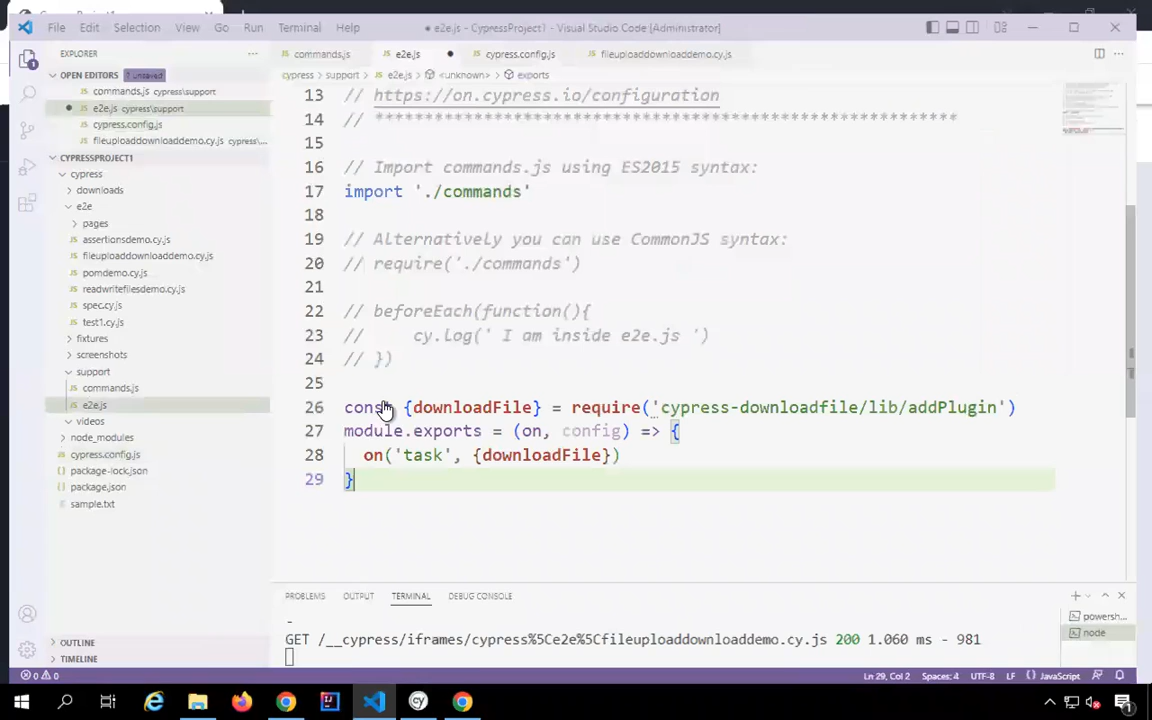 File Edit Selection View Go Run Terminal Help
● e2e.js - CypressProject1 - Visual Studio Code [Administrator]
EXPLORER
OPEN EDITORS 1 unsaved
commands.js cypress\support
e2e.js cypress\support
cypress.config.js
fileuploaddownloaddemo.cy.js cypress\...
CYPRESSPROJECT1
cypress
downloads
e2e
pages
assertionsdemo.cy.js
fileuploaddownloaddemo.cy.js
pomdemo.cy.js
readwritefilesdemo.cy.js
spec.cy.js
test1.cy.js
fixtures
screenshots
support
commands.js
e2e.js
videos
node_modules
cypress.config.js
package-lock.json
package.json
sample.txt
OUTLINE
TIMELINE
commands.js e2e.js cypress.config.js fileuploaddownloaddemo.cy.js
cypress > support > e2e.js > <unknown> > exports
13 // https://on.cypress.io/configuration
14 // ***********************************************************
15
16 // Import commands.js using ES2015 syntax:
17 import './commands'
18
19 // Alternatively you can use CommonJS syntax:
20 // require('./commands')
21
22 // beforeEach(function(){
23 //     cy.log(' I am inside e2e.js ')
24 // })
25
26 const {downloadFile} = require('cypress-downloadfile/lib/addPlugin')
27 module.exports = (on, config) => {
28   on('task', {downloadFile})
29 }
PROBLEMS OUTPUT TERMINAL DEBUG CONSOLE
-
GET /__cypress/iframes/cypress%5Ce2e%5Cfileuploaddownloaddemo.cy.js 200 1.060 ms - 981
powersh...
node
0 0
Ln 29, Col 2 Spaces: 4 UTF-8 LF {} JavaScript